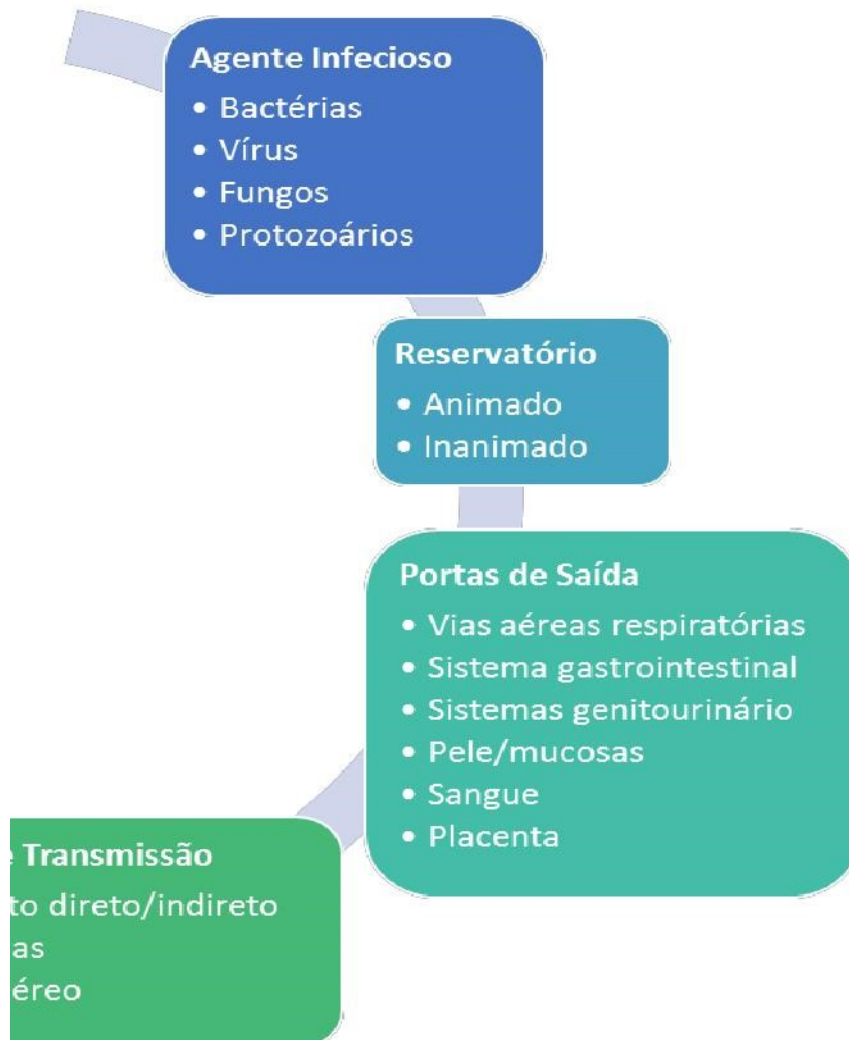 Agente Infecioso
• Bactérias
• Vírus
• Fungos
• Protozoários
Reservatório
• Animado
• Inanimado
Portas de Saída
• Vias aéreas respiratórias
• Sistema gastrointestinal
• Sistemas genitourinário
• Pele/mucosas
• Sangue
• Placenta
Transmissão
direto/indireto